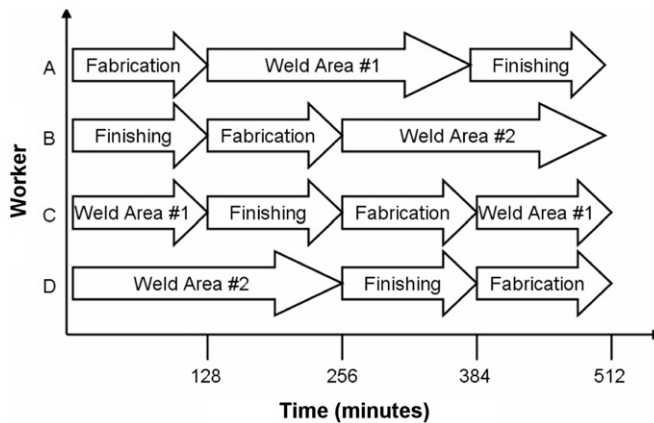 Worker
A
Fabrication
Weld Area #1
Finishing
B
Finishing
Fabrication
Weld Area #2
C
Weld Area #1
Finishing
Fabrication
Weld Area #1
D
Weld Area #2
Finishing
Fabrication
128
256
384
512
Time (minutes)